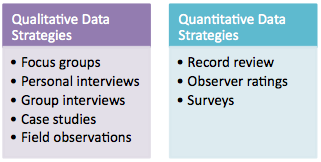 Qualitative Data
Strategies
• Focus groups
• Personal interviews
• Group interviews
• Case studies
• Field observations
Quantitative Data
Strategies
• Record review
• Observer ratings
• Surveys